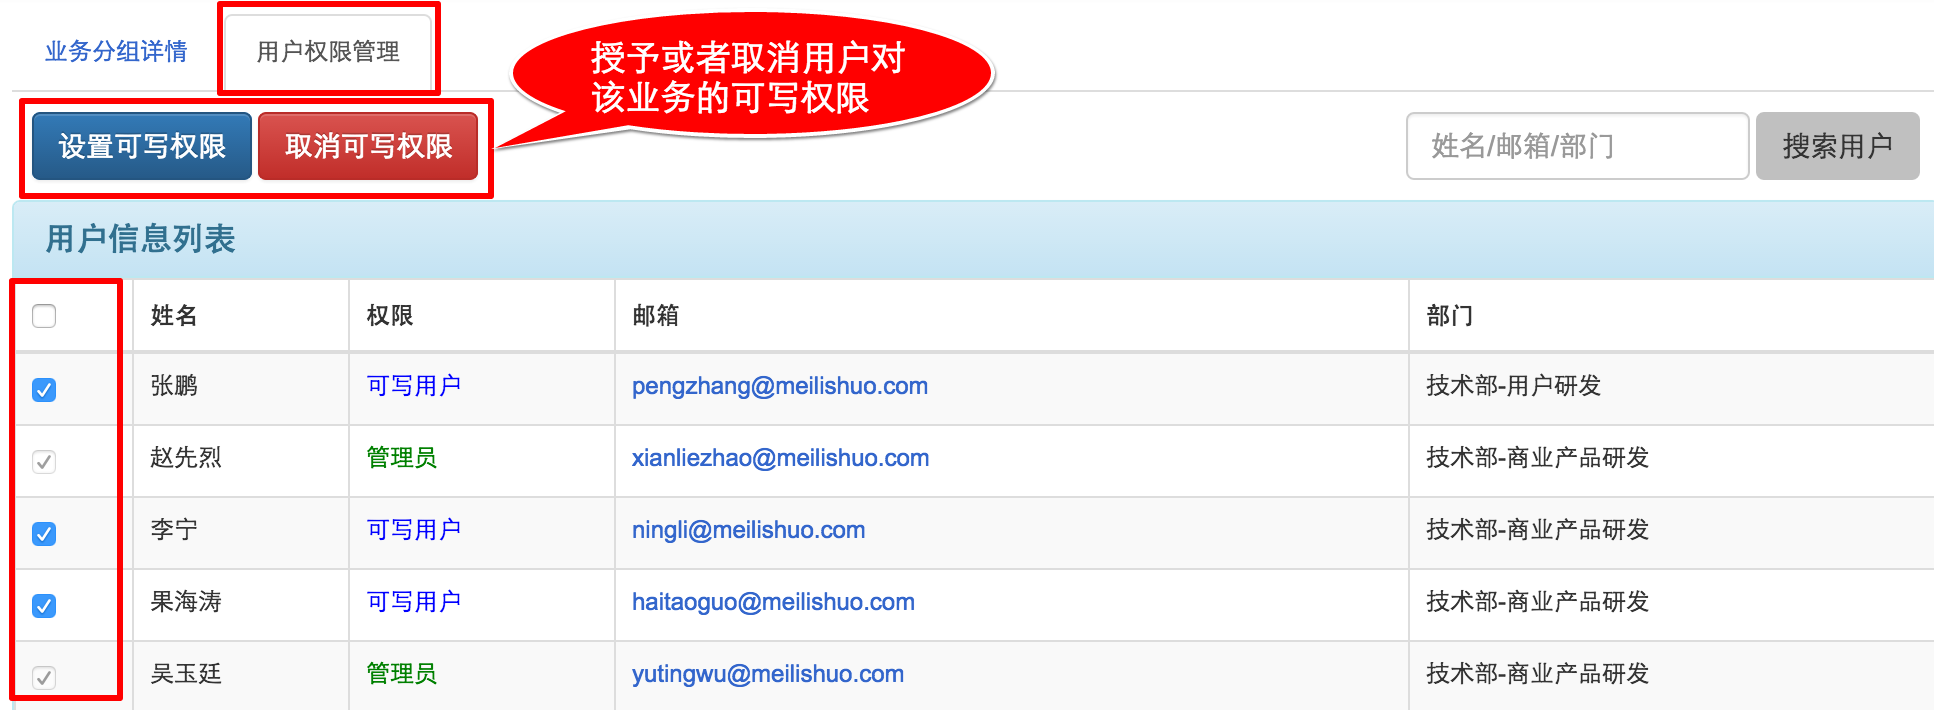 业务分组详情
用户权限管理
授予或者取消用户对
该业务的可写权限
设置可写权限
取消可写权限
姓名/邮箱/部门
搜索用户
用户信息列表
姓名 权限 邮箱 部门
张鹏 可写用户 pengzhang@meilishuo.com 技术部-用户研发
赵先烈 管理员 xianliezhao@meilishuo.com 技术部-商业产品研发
李宁 可写用户 ningli@meilishuo.com 技术部-商业产品研发
果海涛 可写用户 haitaoguo@meilishuo.com 技术部-商业产品研发
吴玉廷 管理员 yutingwu@meilishuo.com 技术部-商业产品研发